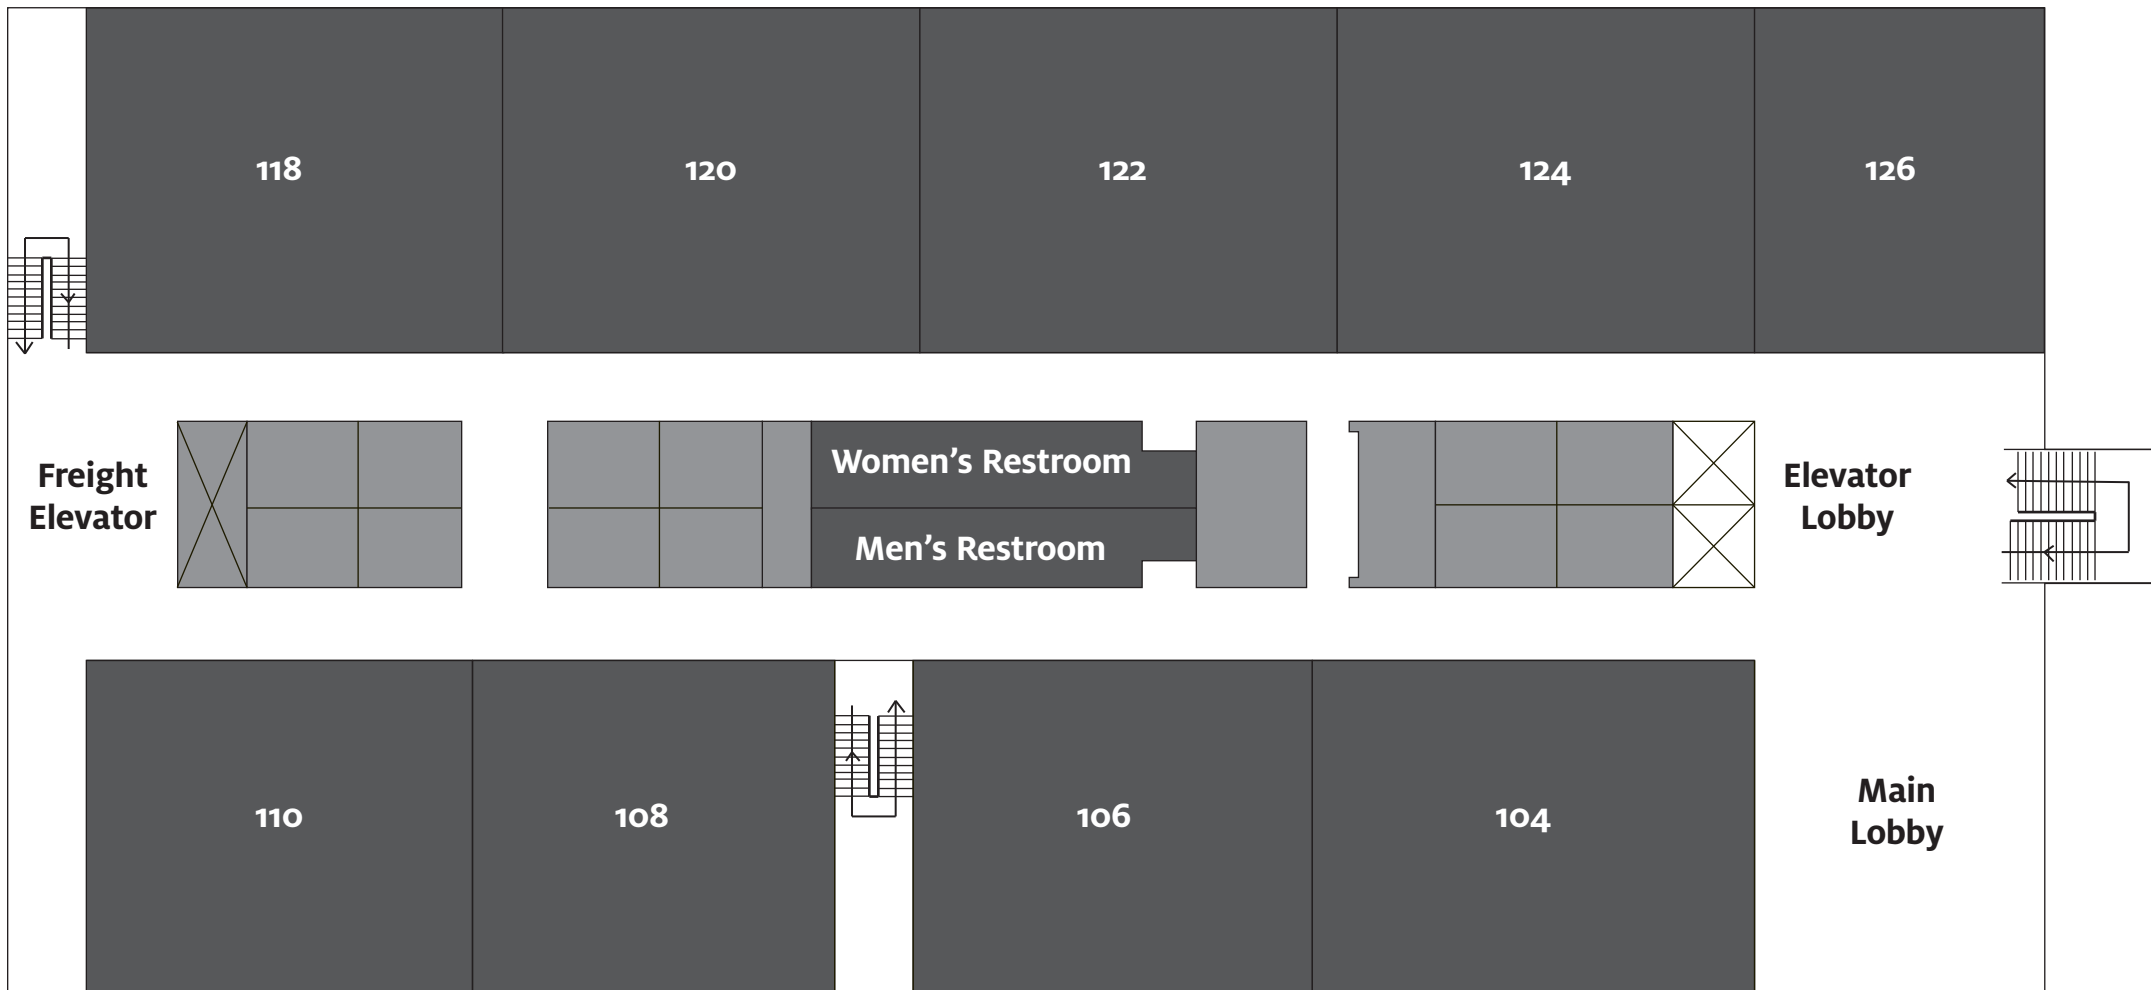 118
120
122
124
126
Freight
Elevator
Women's Restroom
Men's Restroom
Elevator
Lobby
110
108
106
104
Main
Lobby